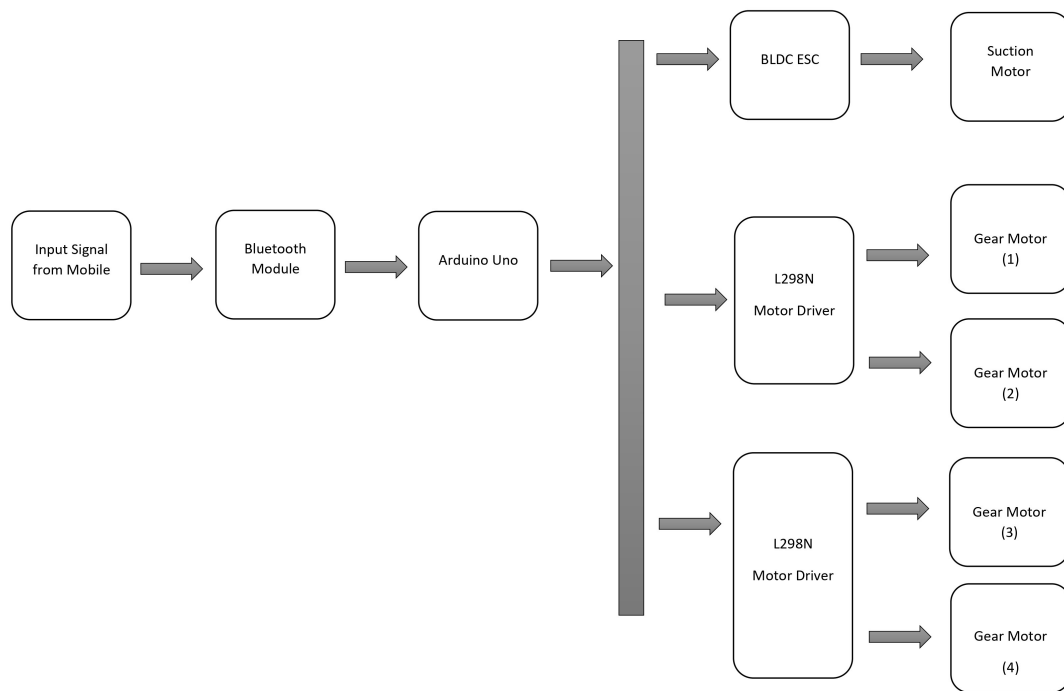 Input Signal
from Mobile
Bluetooth
Module
Arduino Uno
BLDC ESC
Suction
Motor
L298N
Motor Driver
Gear Motor
(1)
Gear Motor
(2)
L298N
Motor Driver
Gear Motor
(3)
Gear Motor
(4)